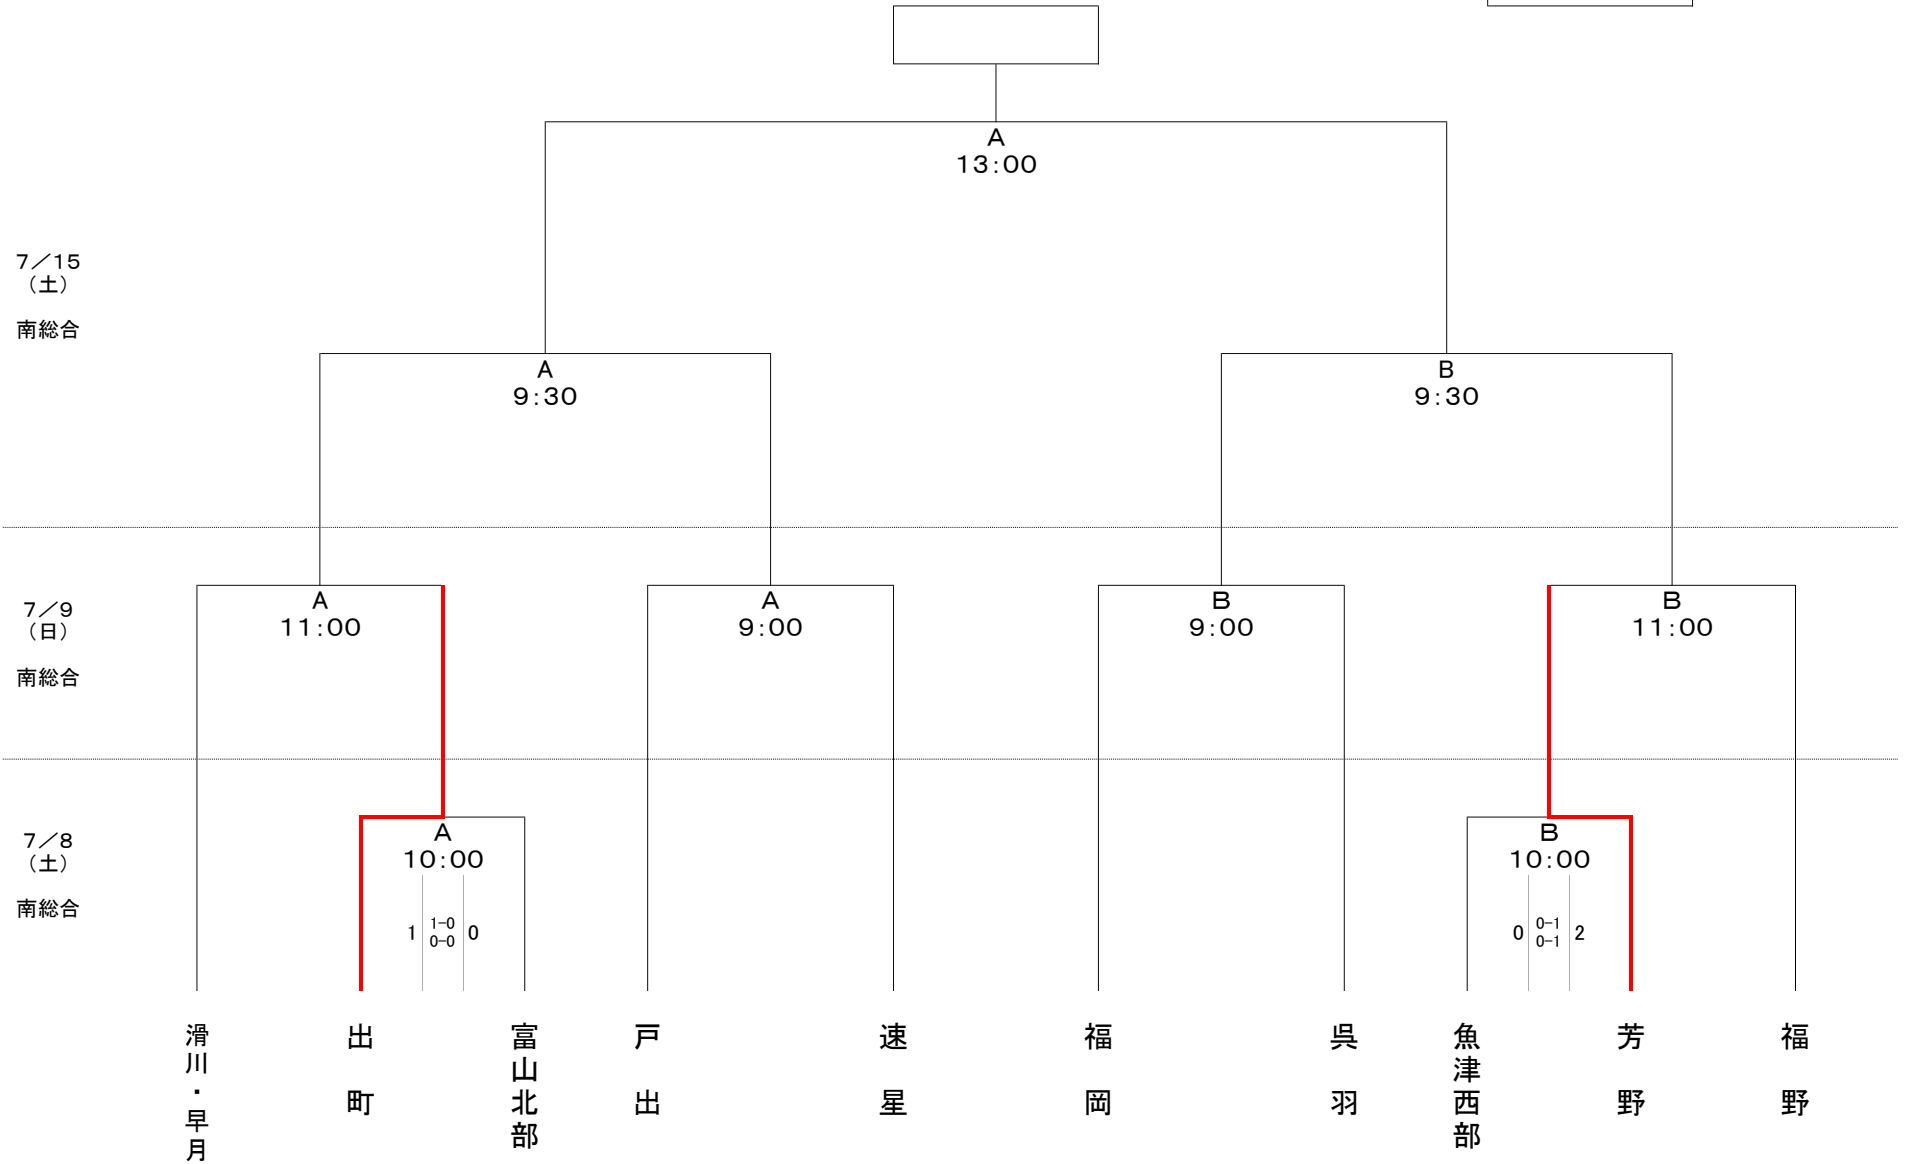 A
13:00
7／15
（土）
南総合
A
9:30
B
9:30
7／9
（日）
南総合
A
11:00
A
9:00
B
9:00
B
11:00
7／8
（土）
南総合
A
10:00
1
1-0
0-0
0
B
10:00
0
0-1
0-1
2
滑川・早月
出町
富山北部
戸出
速星
福岡
呉羽
魚津西部
芳野
福野